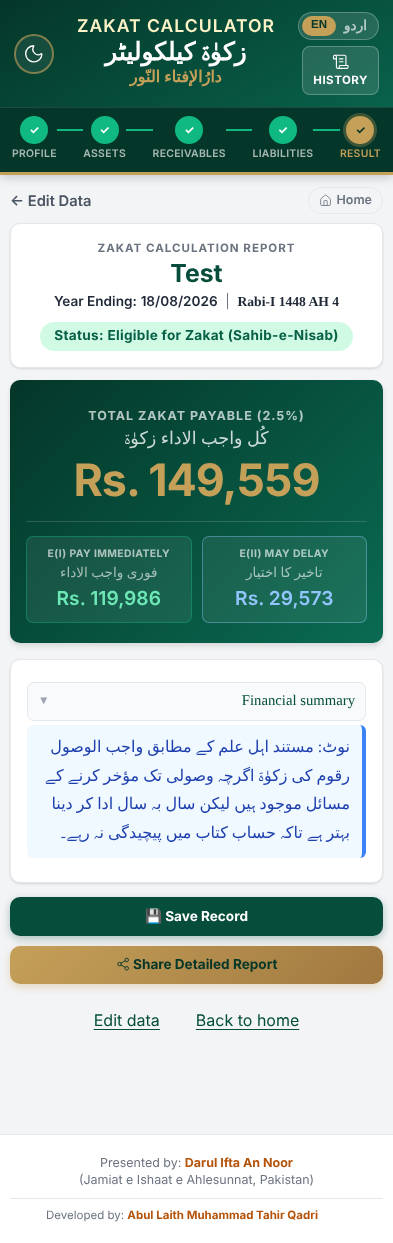 ZAKAT CALCULATOR
زکوٰۃ کیلکولیٹر
دارُالإفتاء النّور
EN اردو
HISTORY
PROFILE ASSETS RECEIVABLES LIABILITIES RESULT
← Edit Data
Home
ZAKAT CALCULATION REPORT
Test
Year Ending: 18/08/2026 | Rabi-I 1448 AH 4
Status: Eligible for Zakat (Sahib-e-Nisab)
TOTAL ZAKAT PAYABLE (2.5%)
کُل واجب الاداء زکوٰۃ
Rs. 149,559
E(I) PAY IMMEDIATELY
فوری واجب الاداء
Rs. 119,986
E(II) MAY DELAY
تاخیر کا اختیار
Rs. 29,573
Financial summary
نوٹ: مستند اہل علم کے مطابق واجب الوصول
رقوم کی زکوٰۃ اگرچہ وصولی تک مؤخر کرنے کے
مسائل موجود ہیں لیکن سال بہ سال ادا کر دینا
بہتر ہے تاکہ حساب کتاب میں پیچیدگی نہ رہے۔
💾 Save Record
Share Detailed Report
Edit data Back to home
Presented by: Darul Ifta An Noor
(Jamiat e Ishaat e Ahlesunnat, Pakistan)
Developed by: Abul Laith Muhammad Tahir Qadri